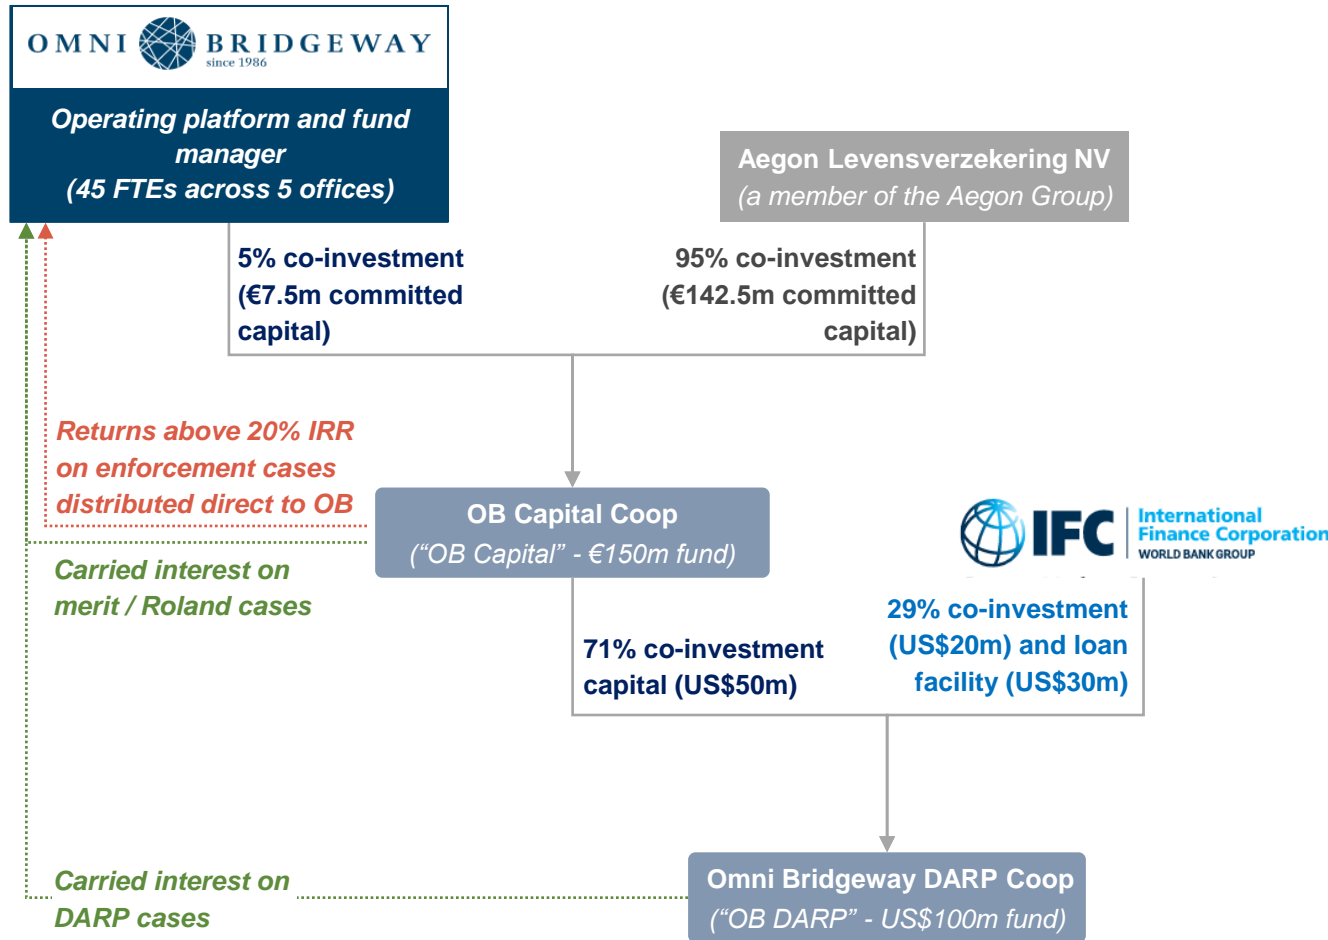 OMNI BRIDGEWAY
since 1986
Operating platform and fund
manager
(45 FTEs across 5 offices)
Aegon Levensverzekering NV
(a member of the Aegon Group)
5% co-investment
(€7.5m committed
capital)
95% co-investment
(€142.5m committed
capital)
Returns above 20% IRR
on enforcement cases
distributed direct to OB
OB Capital Coop
(“OB Capital” - €150m fund)
IFC
International
Finance Corporation
WORLD BANK GROUP
Carried interest on
merit / Roland cases
71% co-investment
capital (US$50m)
29% co-investment
(US$20m) and loan
facility (US$30m)
Carried interest on
DARP cases
Omni Bridgeway DARP Coop
(“OB DARP” - US$100m fund)